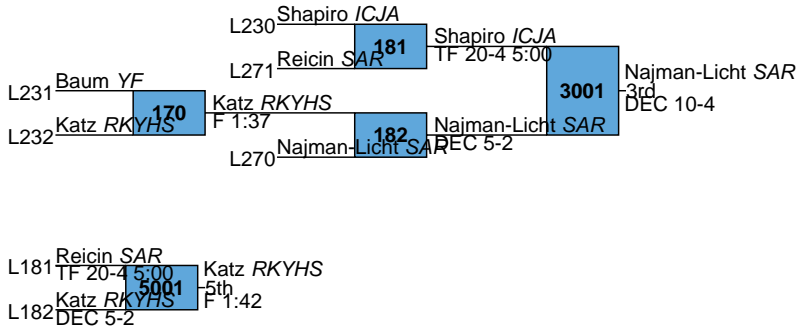 L230 Shapiro ICJA
181
Shapiro ICJA
TF 20-4 5:00
L271 Reicin SAR
L231 Baum YF
170
Katz RKYHS
F 1:37
L232 Katz RKYHS
182
Najman-Licht SAR
DEC 5-2
L270 Najman-Licht SAR
3001
Najman-Licht SAR
3rd
DEC 10-4
L181 Reicin SAR
TF 20-4 5:00
5001
Katz RKYHS
5th
F 1:42
L182 Katz RKYHS
DEC 5-2